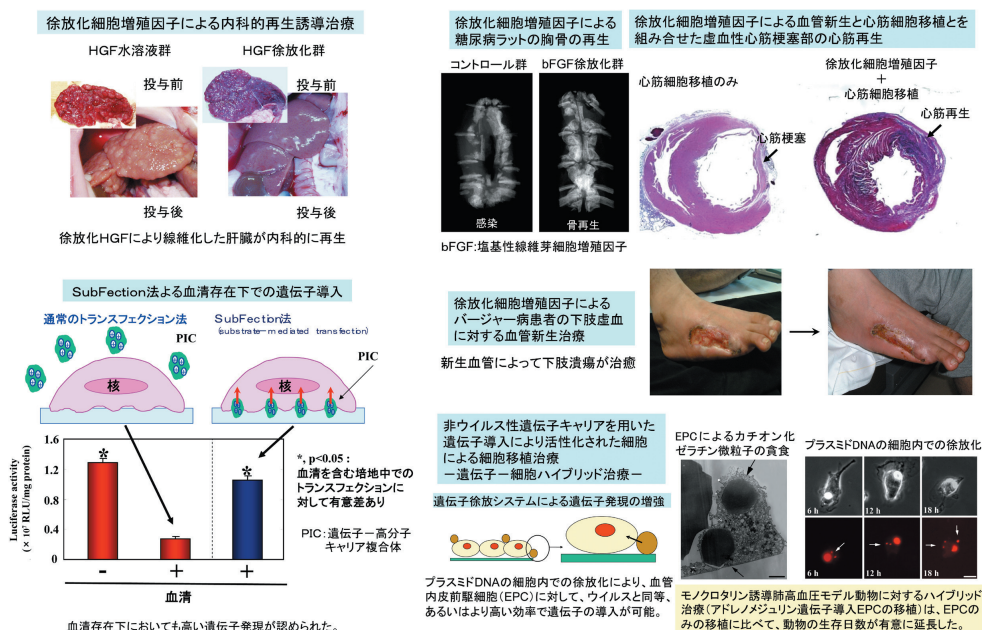 徐放化細胞増殖因子による内科的再生誘導治療
HGF水溶液群
HGF徐放化群
投与前
投与前
投与後
投与後
徐放化HGFにより線維化した肝臓が内科的に再生
SubFection法よる血清存在下での遺伝子導入
通常のトランスフェクション法
PIC
核
SubFection法
(substrate-mediated transfection)
PIC
核
Luciferase activity
(× 10⁷ RLU/mg protein)
1.6
1.2
0.8
0.4
0
*
*
*, p<0.05 :
血清を含む培地中での
トランスフェクションに
対して有意差あり
PIC：遺伝子－高分子
キャリア複合体
-
+
+
血清
血清存在下においても高い遺伝子発現が認められた。
徐放化細胞増殖因子による
糖尿病ラットの胸骨の再生
コントロール群
bFGF徐放化群
感染
骨再生
bFGF：塩基性線維芽細胞増殖因子
徐放化細胞増殖因子による血管新生と心筋細胞移植とを
組み合せた虚血性心筋梗塞部の心筋再生
心筋細胞移植のみ
心筋梗塞
徐放化細胞増殖因子
＋
心筋細胞移植
心筋再生
徐放化細胞増殖因子による
バージャー病患者の下肢虚血
に対する血管新生治療
新生血管によって下肢潰瘍が治癒
非ウイルス性遺伝子キャリアを用いた
遺伝子導入により活性化された細胞
による細胞移植治療
－遺伝子－細胞ハイブリッド治療－
遺伝子徐放システムによる遺伝子発現の増強
プラスミドDNAの細胞内での徐放化により、血管
内皮前駆細胞(EPC)に対して、ウイルスと同等、
あるいはより高い効率で遺伝子の導入が可能。
EPCによるカチオン化
ゼラチン微粒子の貪食
プラスミドDNAの細胞内での徐放化
6 h
12 h
18 h
6 h
12 h
18 h
モノクロタリン誘導肺高血圧モデル動物に対するハイブリッド
治療(アドレノメジュリン遺伝子導入EPCの移植)は、EPCの
みの移植に比べて、動物の生存日数が有意に延長した。